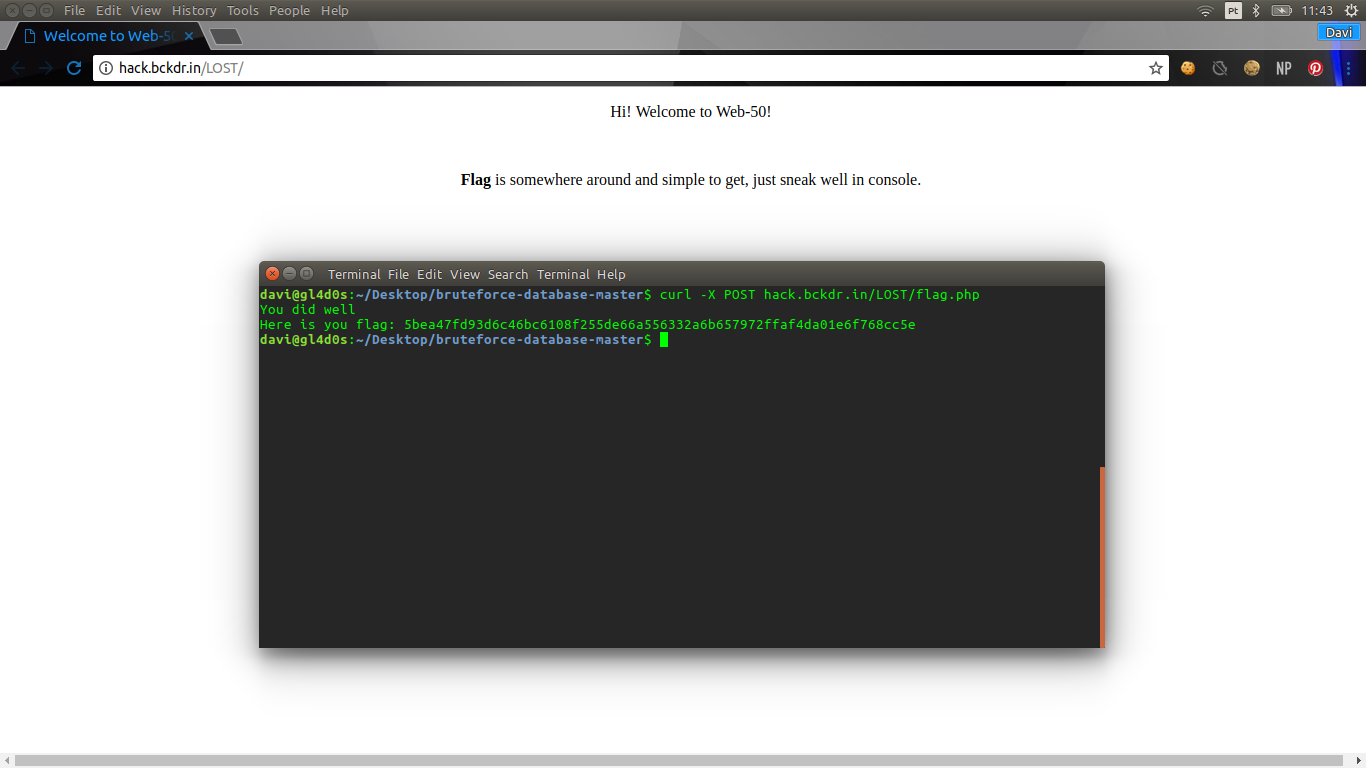 File Edit View History Tools People Help
Pt 11:43
Welcome to Web-50
Davi
hack.bckdr.in/LOST/
NP
Hi! Welcome to Web-50!
Flag is somewhere around and simple to get, just sneak well in console.
Terminal File Edit View Search Terminal Help
davi@gl4d0s:~/Desktop/bruteforce-database-master$ curl -X POST hack.bckdr.in/LOST/flag.php
You did well
Here is you flag: 5bea47fd93d6c46bc6108f255de66a556332a6b657972ffaf4da01e6f768cc5e
davi@gl4d0s:~/Desktop/bruteforce-database-master$